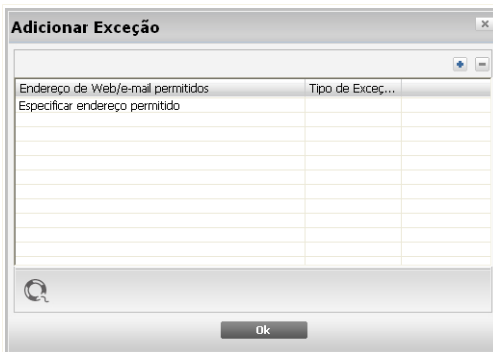 Adicionar Exceção
Endereço de Web/e-mail permitidos Tipo de Exceç...
Especificar endereço permitido
Ok